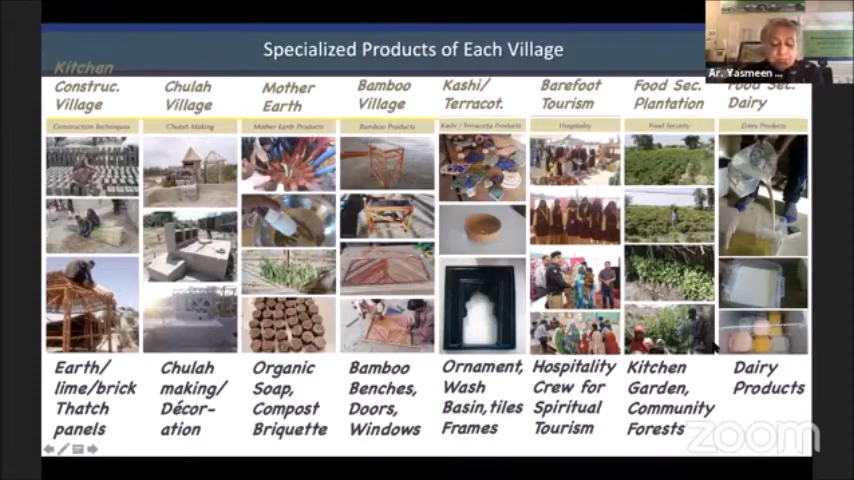 Specialized Products of Each Village
Ar. Yasmeen ...
Kitchen
Construc.
Village
Chulah
Village
Mother
Earth
Bamboo
Village
Kashi/
Terracot.
Barefoot
Tourism
Food Sec.
Plantation
Food Sec.
Dairy
Construction Techniques
Chulah Making
Mother Earth Products
Bamboo Products
Kashi / Terracotta Products
Hospitality
Food Security
Dairy Products
Earth/
lime/brick
Thatch
panels
Chulah
making/
Décor-
ation
Organic
Soap,
Compost
Briquette
Bamboo
Benches,
Doors,
Windows
Ornament,
Wash
Basin,tiles
Frames
Hospitality
Crew for
Spiritual
Tourism
Kitchen
Garden,
Community
Forests
Dairy
Products
zoom